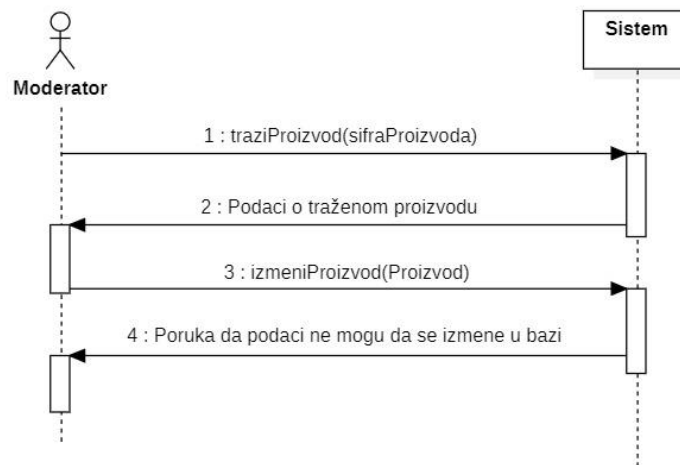 Sistem
Moderator
1 : traziProizvod(sifraProizvoda)
2 : Podaci o traženom proizvodu
3 : izmeniProizvod(Proizvod)
4 : Poruka da podaci ne mogu da se izmene u bazi